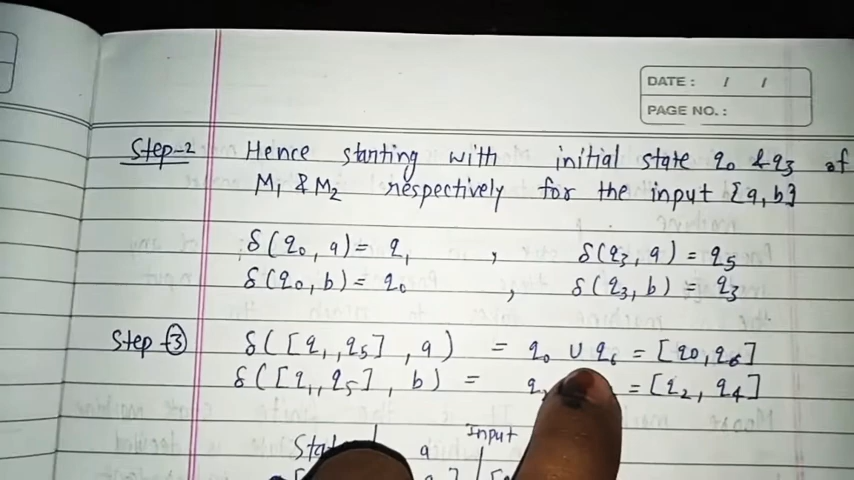 DATE : / /
PAGE NO. :
Step-2 Hence starting with initial state q0 & q3 of
M1 & M2 respectively for the input {a,b}
δ(q0, a) = q1 , δ(q3, a) = q5
δ(q0, b) = q0 , δ(q3, b) = q3
Step-③ δ([q1, q5], a) = q0 ∪ q6 = [q0, q6]
δ([q1, q5], b) = = [q2, q4]
Input
a